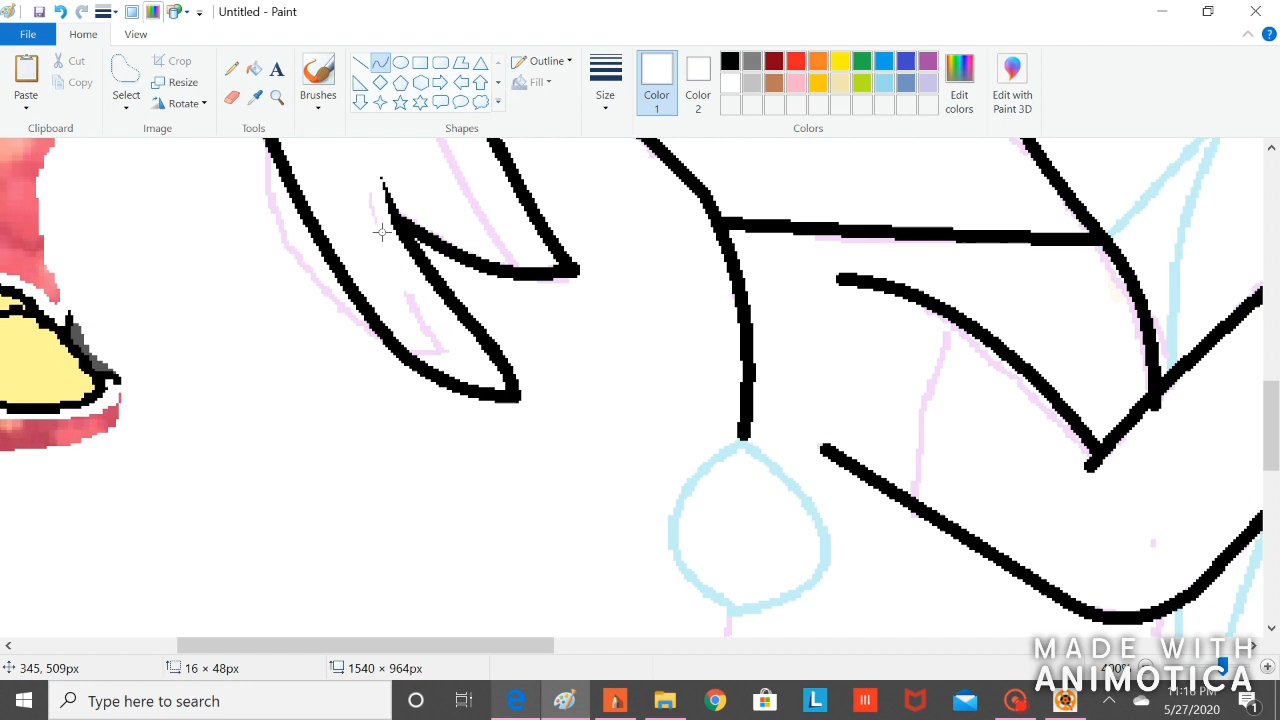 Untitled - Paint
File
Home
View
Paste
Cut
Copy
Clipboard
Select
Crop
Resize
Rotate
Image
Tools
Brushes
Outline
Fill
Shapes
Size
Color 1
Color 2
Edit colors
Edit with Paint 3D
Colors
345, 509px
16 × 48px
1540 × 964px
MADE WITH
ANIMOTICA
Type here to search
5/27/2020